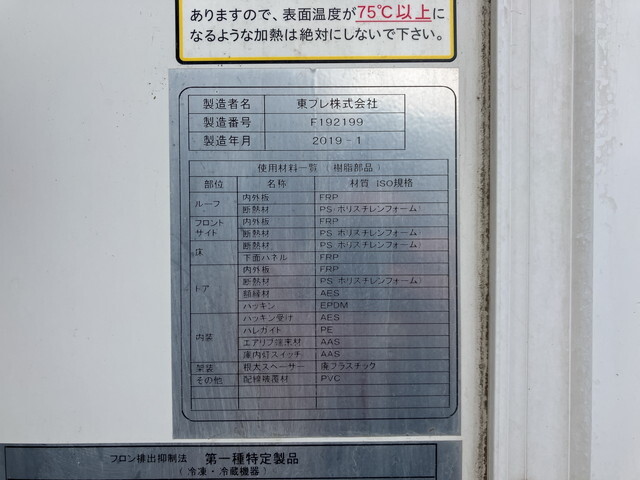 ありますので、表面温度が75℃以上に
なるような加熱は絶対にしないで下さい。
製造者名 東プレ株式会社
製造番号 F192199
製造年月 2019-1
使用材料一覧(樹脂部品)
部位 名称 材質 ISO規格
ルーフ 内外板 FRP
断熱材 PS(ポリスチレンフォーム)
フロント サイド 内外板 FRP
断熱材 PS(ポリスチレンフォーム)
床 断熱材 PS(ポリスチレンフォーム)
下面パネル FRP
ドア 内外板 FRP
断熱材 PS(ポリスチレンフォーム)
額縁材 AES
パッキン EPDM
内装 パッキン受け AES
バレガイド PE
エアリブ端末材 AAS
庫内灯スイッチ AAS
架装 根太スペーサー 廃プラスチック
その他 配線被覆材 PVC
フロン排出抑制法 第一種特定製品
(冷凍・冷蔵機器)